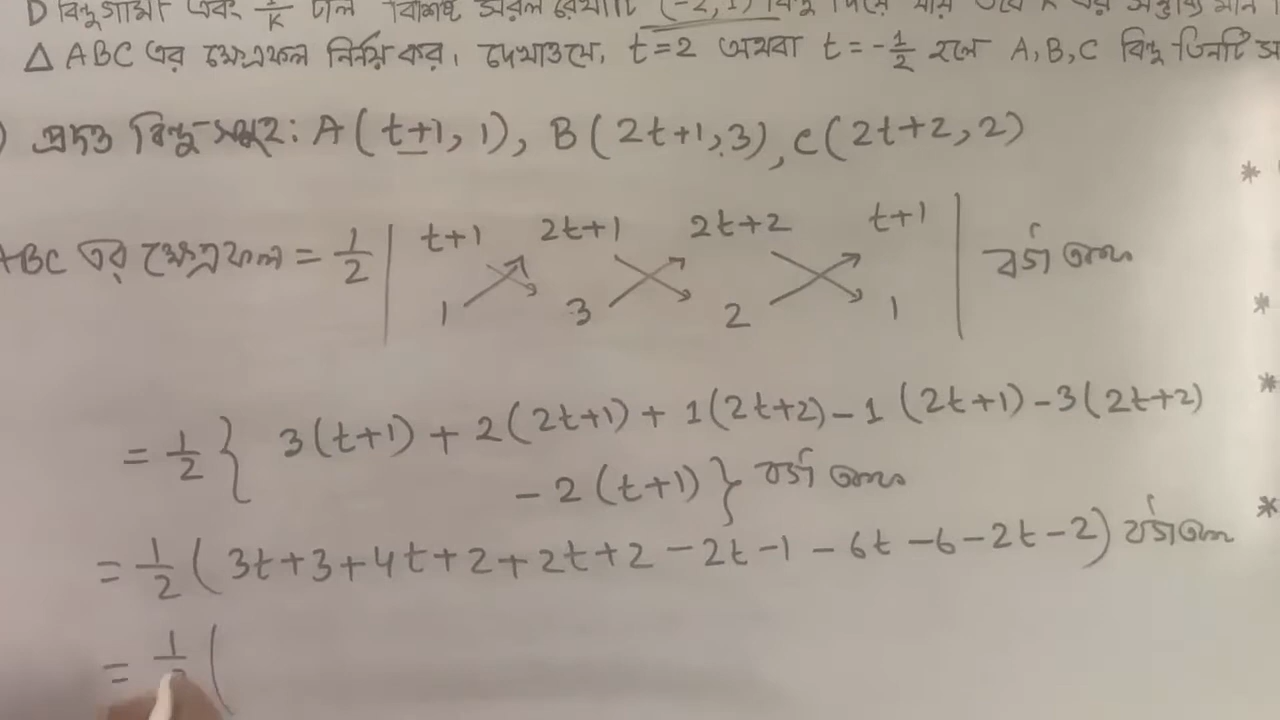 D বিন্দুগামী এবং 1/K ঢাল বিশিষ্ট সরলরেখাটি (-2,1) বিন্দু দিয়ে যায় তবে K এর
Δ ABC এর ক্ষেত্রফল নির্ণয় কর। দেখাও যে, t=2 অথবা t=-1/2 হলে A, B, C বিন্দু তিনটি
) প্রদত্ত বিন্দুসমূহ: A(t+1, 1), B(2t+1, 3), C(2t+2, 2)
ABC এর ক্ষেত্রফল = 1/2 | t+1 2t+1 2t+2 t+1 | বর্গ একক
1 3 2 1
= 1/2 { 3(t+1) + 2(2t+1) + 1(2t+2) - 1(2t+1) - 3(2t+2)
- 2(t+1) } বর্গ একক
= 1/2 ( 3t+3+4t+2+2t+2-2t-1-6t-6-2t-2) বর্গ একক
= 1/2 (